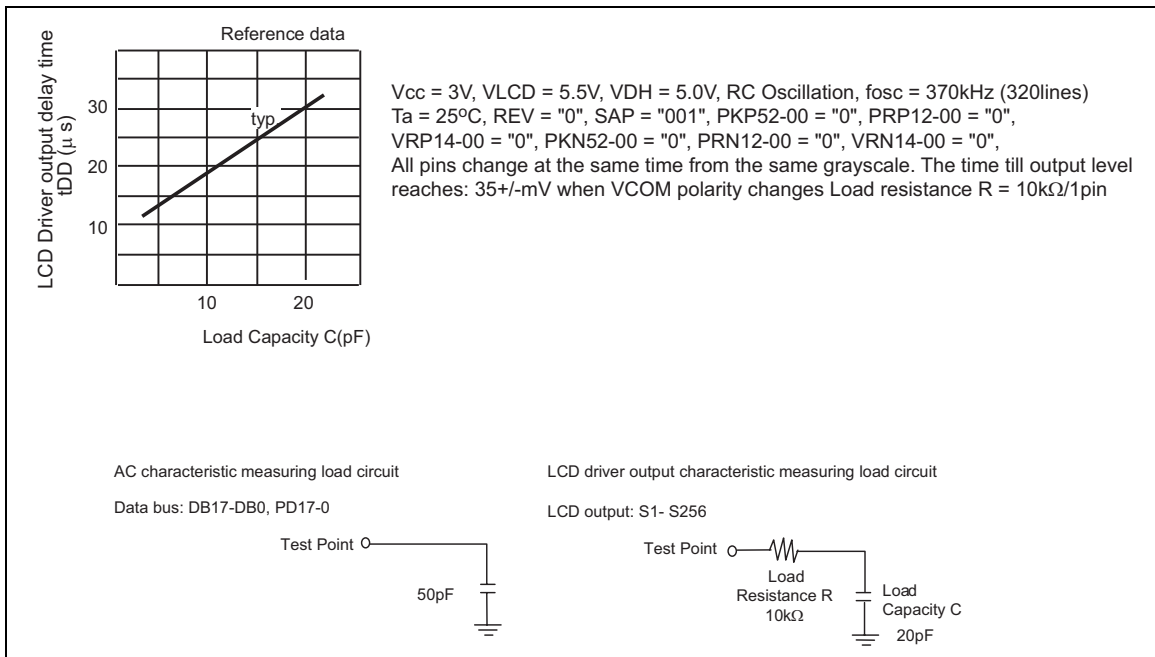 Reference data
LCD Driver output delay time
tDD (μ s)
30
20
10
typ.
10
20
Load Capacity C(pF)
Vcc = 3V, VLCD = 5.5V, VDH = 5.0V, RC Oscillation, fosc = 370kHz (320lines)
Ta = 25ºC, REV = "0", SAP = "001", PKP52-00 = "0", PRP12-00 = "0",
VRP14-00 = "0", PKN52-00 = "0", PRN12-00 = "0", VRN14-00 = "0",
All pins change at the same time from the same grayscale. The time till output level
reaches: 35+/-mV when VCOM polarity changes Load resistance R = 10kΩ/1pin
AC characteristic measuring load circuit
Data bus: DB17-DB0, PD17-0
Test Point
50pF
LCD driver output characteristic measuring load circuit
LCD output: S1- S256
Test Point
Load
Resistance R
10kΩ
Load
Capacity C
20pF